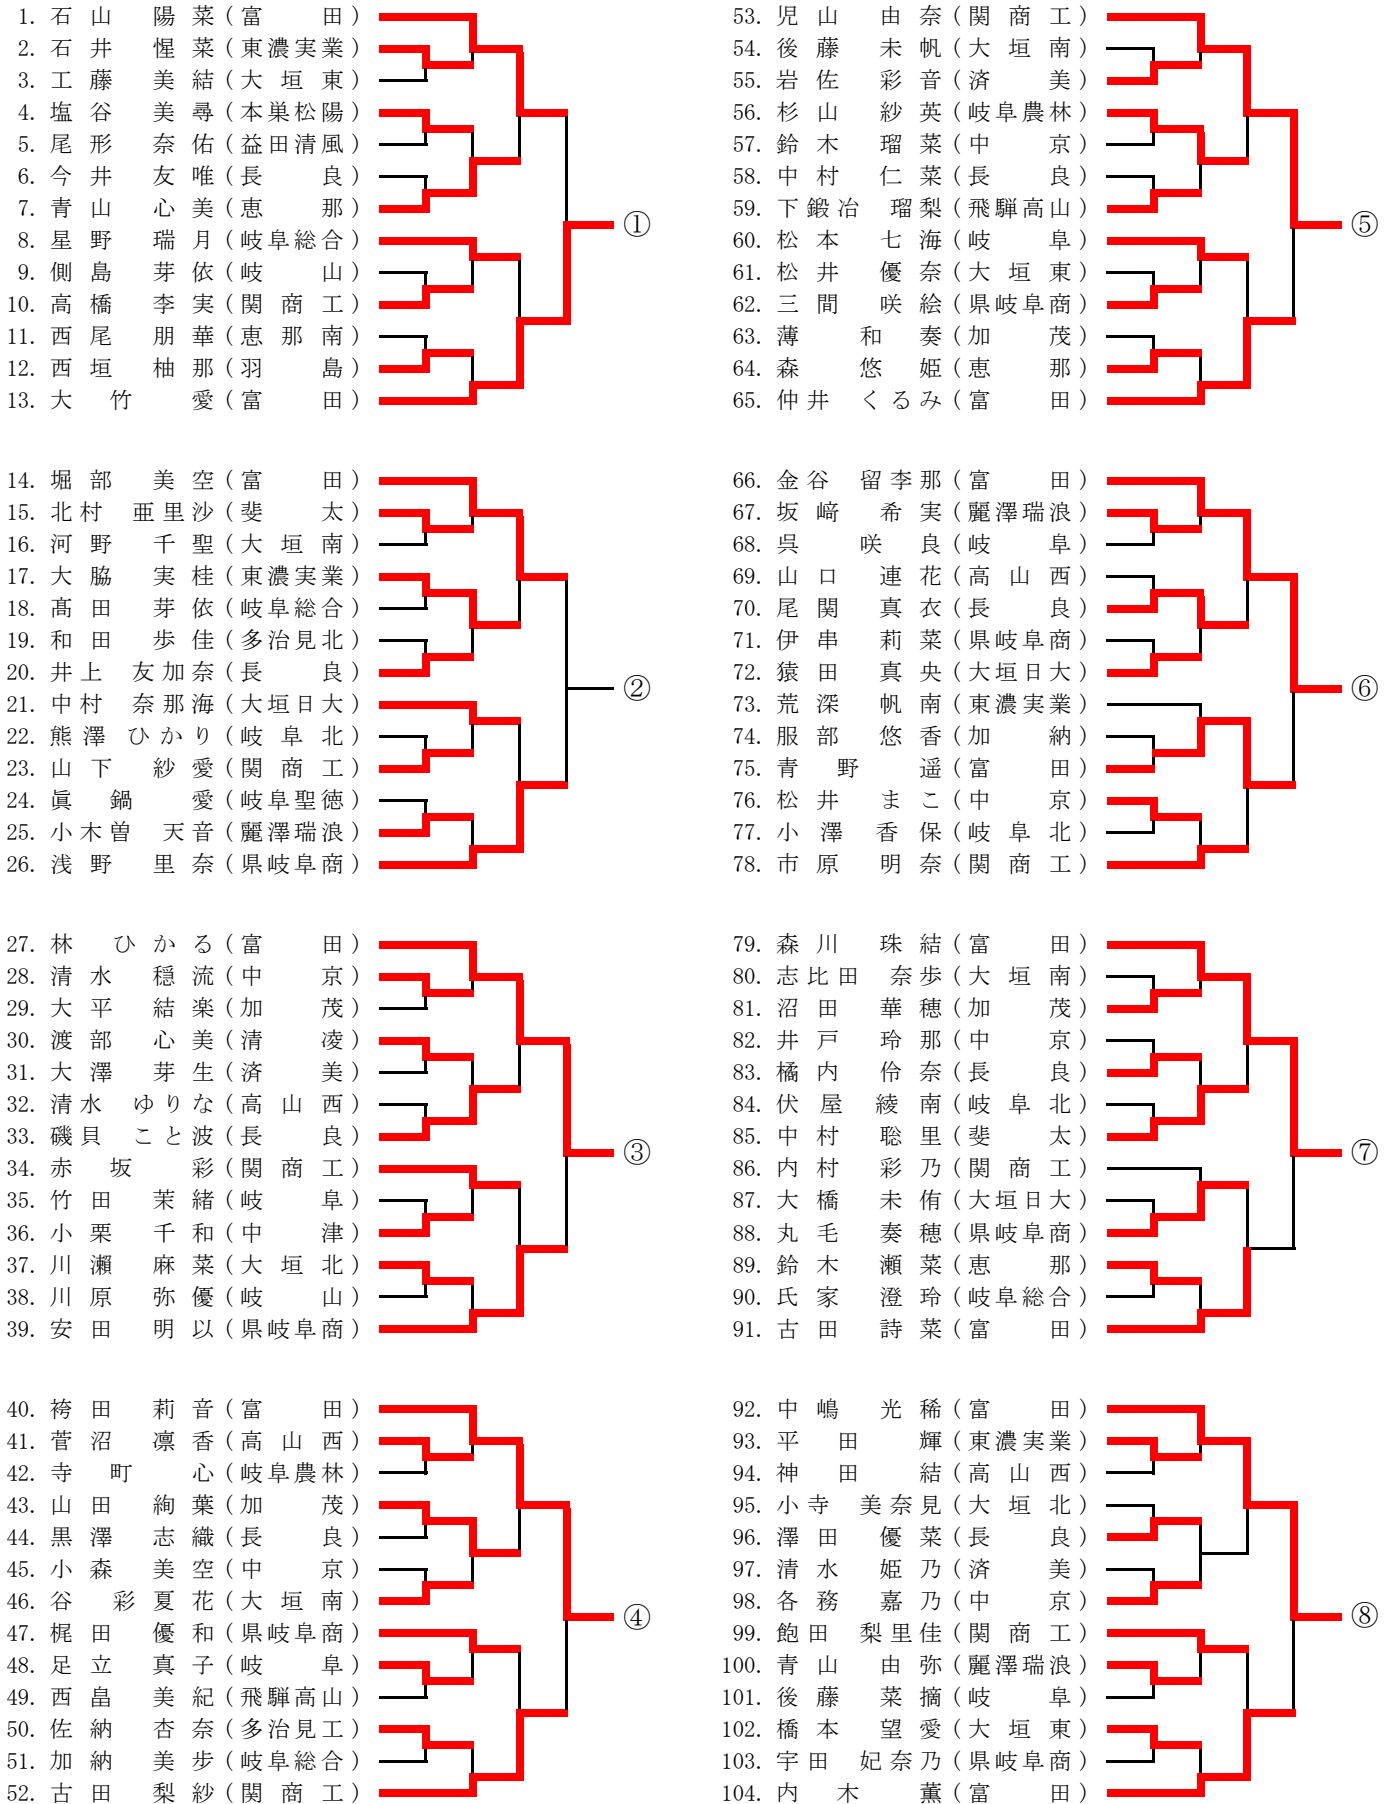 1. 石山 陽菜(富田)
2. 石井 惺菜(東濃実業)
3. 工藤 美結(大垣東)
4. 塩谷 美尋(本巣松陽)
5. 尾形 奈佑(益田清風)
6. 今井 友唯(長良)
7. 青山 心美(恵那)
①
8. 星野 瑞月(岐阜総合)
9. 側島 芽依(岐山)
10. 高橋 李実(関商工)
11. 西尾 朋華(恵那南)
12. 西垣 柚那(羽島)
13. 大竹 愛(富田)
14. 堀部 美空(富田)
15. 北村 亜里沙(斐太)
16. 河野 千聖(大垣南)
17. 大脇 実桂(東濃実業)
18. 髙田 芽依(岐阜総合)
19. 和田 歩佳(多治見北)
20. 井上 友加奈(長良)
②
21. 中村 奈那海(大垣日大)
22. 熊澤 ひかり(岐阜北)
23. 山下 紗愛(関商工)
24. 眞鍋 愛(岐阜聖徳)
25. 小木曽 天音(麗澤瑞浪)
26. 浅野 里奈(県岐阜商)
27. 林 ひかる(富田)
28. 清水 穏流(中京)
29. 大平 結楽(加茂)
30. 渡部 心美(清凌)
31. 大澤 芽生(済美)
32. 清水 ゆりな(高山西)
33. 磯貝 こと波(長良)
③
34. 赤坂 彩(関商工)
35. 竹田 茉緒(岐阜)
36. 小栗 千和(中津)
37. 川瀬 麻菜(大垣北)
38. 川原 弥優(岐山)
39. 安田 明以(県岐阜商)
40. 袴田 莉音(富田)
41. 菅沼 凛香(高山西)
42. 寺町 心(岐阜農林)
43. 山田 絢葉(加茂)
44. 黒澤 志織(長良)
45. 小森 美空(中京)
46. 谷 彩夏花(大垣南)
④
47. 梶田 優和(県岐阜商)
48. 足立 真子(岐阜)
49. 西畠 美紀(飛騨高山)
50. 佐納 杏奈(多治見工)
51. 加納 美歩(岐阜総合)
52. 古田 梨紗(関商工)
53. 児山 由奈(関商工)
54. 後藤 未帆(大垣南)
55. 岩佐 彩音(済美)
56. 杉山 紗英(岐阜農林)
57. 鈴木 瑠菜(中京)
58. 中村 仁菜(長良)
59. 下鍛冶 瑠梨(飛騨高山)
⑤
60. 松本 七海(岐阜)
61. 松井 優奈(大垣東)
62. 三間 咲絵(県岐阜商)
63. 薄 和奏(加茂)
64. 森 悠姫(恵那)
65. 仲井 くるみ(富田)
66. 金谷 留李那(富田)
67. 坂﨑 希実(麗澤瑞浪)
68. 呉 咲良(岐阜)
69. 山口 連花(高山西)
70. 尾関 真衣(長良)
71. 伊串 莉菜(県岐阜商)
72. 猿田 真央(大垣日大)
⑥
73. 荒深 帆南(東濃実業)
74. 服部 悠香(加納)
75. 青野 遥(富田)
76. 松井 まこ(中京)
77. 小澤 香保(岐阜北)
78. 市原 明奈(関商工)
79. 森川 珠結(富田)
80. 志比田 奈歩(大垣南)
81. 沼田 華穂(加茂)
82. 井戸 玲那(中京)
83. 橘内 伶奈(長良)
84. 伏屋 綾南(岐阜北)
85. 中村 聡里(斐太)
⑦
86. 内村 彩乃(関商工)
87. 大橋 未侑(大垣日大)
88. 丸毛 奏穂(県岐阜商)
89. 鈴木 瀬菜(恵那)
90. 氏家 澄玲(岐阜総合)
91. 古田 詩菜(富田)
92. 中嶋 光稀(富田)
93. 平田 輝(東濃実業)
94. 神田 結(高山西)
95. 小寺 美奈見(大垣北)
96. 澤田 優菜(長良)
97. 清水 姫乃(済美)
98. 各務 嘉乃(中京)
⑧
99. 飽田 梨里佳(関商工)
100. 青山 由弥(麗澤瑞浪)
101. 後藤 菜摘(岐阜)
102. 橋本 望愛(大垣東)
103. 宇田 妃奈乃(県岐阜商)
104. 内木 薫(富田)